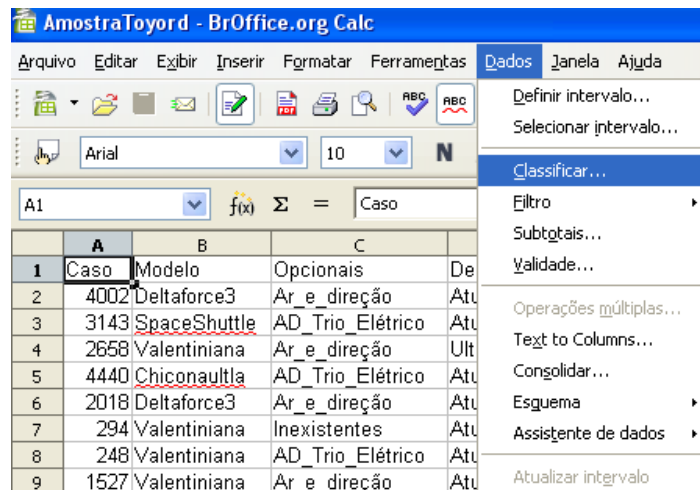 AmostraToyord - BrOffice.org Calc
Arquivo Editar Exibir Inserir Formatar Ferramentas Dados Janela Ajuda
Definir intervalo...
Selecionar intervalo...
Classificar...
Filtro
Subtotais...
Validade...
Operações múltiplas...
Text to Columns...
Consolidar...
Esquema
Assistente de dados
Atualizar intervalo
PDF ABC ABC
Arial 10 N
A1 f(x) Σ = Caso
A B C
1 Caso Modelo Opcionais De
2 4002 Deltaforce3 Ar_e_direção Atu
3 3143 SpaceShuttle AD_Trio_Elétrico Atu
4 2658 Valentiniana Ar_e_direção Ult
5 4440 Chiconaultla AD_Trio_Elétrico Atu
6 2018 Deltaforce3 Ar_e_direção Atu
7 294 Valentiniana Inexistentes Atu
8 248 Valentiniana AD_Trio_Elétrico Atu
9 1527 Valentiniana Ar_e_direção Atu